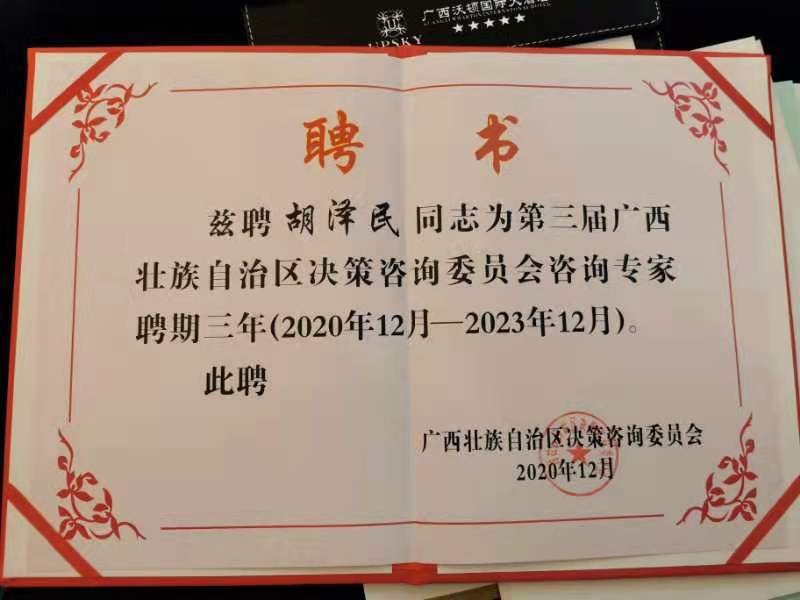 广西沃顿国际大酒店
UPSKY
聘 书
兹聘胡泽民同志为第三届广西
壮族自治区决策咨询委员会咨询专家
聘期三年(2020年12月—2023年12月)。
此聘
广西壮族自治区决策咨询委员会
2020年12月